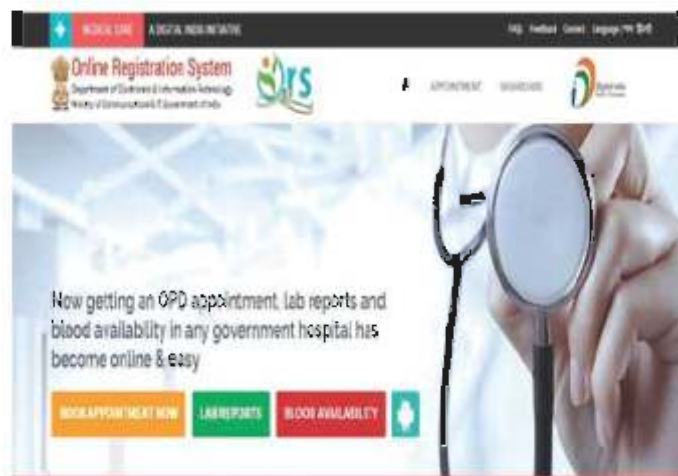 MEDICAL CARE A DIGITAL INDIA INITIATIVE FAQ Feedback Contact Language
Online Registration System
Department of Electronics & Information Technology
Ministry of Communications & IT Government of India
Ors
APPOINTMENT DASHBOARD
Digital India
Now getting an OPD appointment, lab reports and
blood availability in any government hospital has
become online & easy
BOOK APPOINTMENT NOW LAB REPORTS BLOOD AVAILABILITY